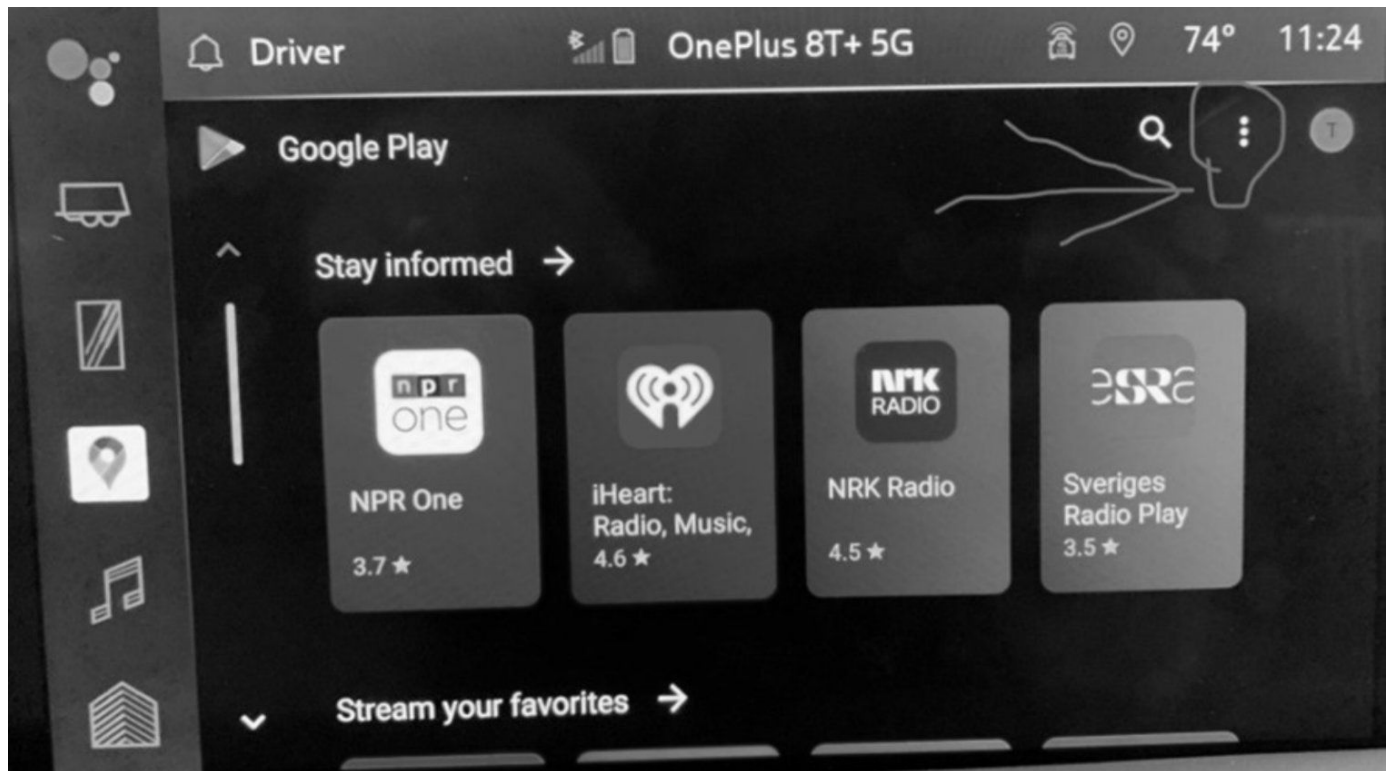 Driver
OnePlus 8T+ 5G
74° 11:24
Google Play
T
Stay informed →
npr
one
NPR One
3.7 ★
iHeart:
Radio, Music,
4.6 ★
nrk
RADIO
NRK Radio
4.5 ★
SR
Sveriges
Radio Play
3.5 ★
Stream your favorites →